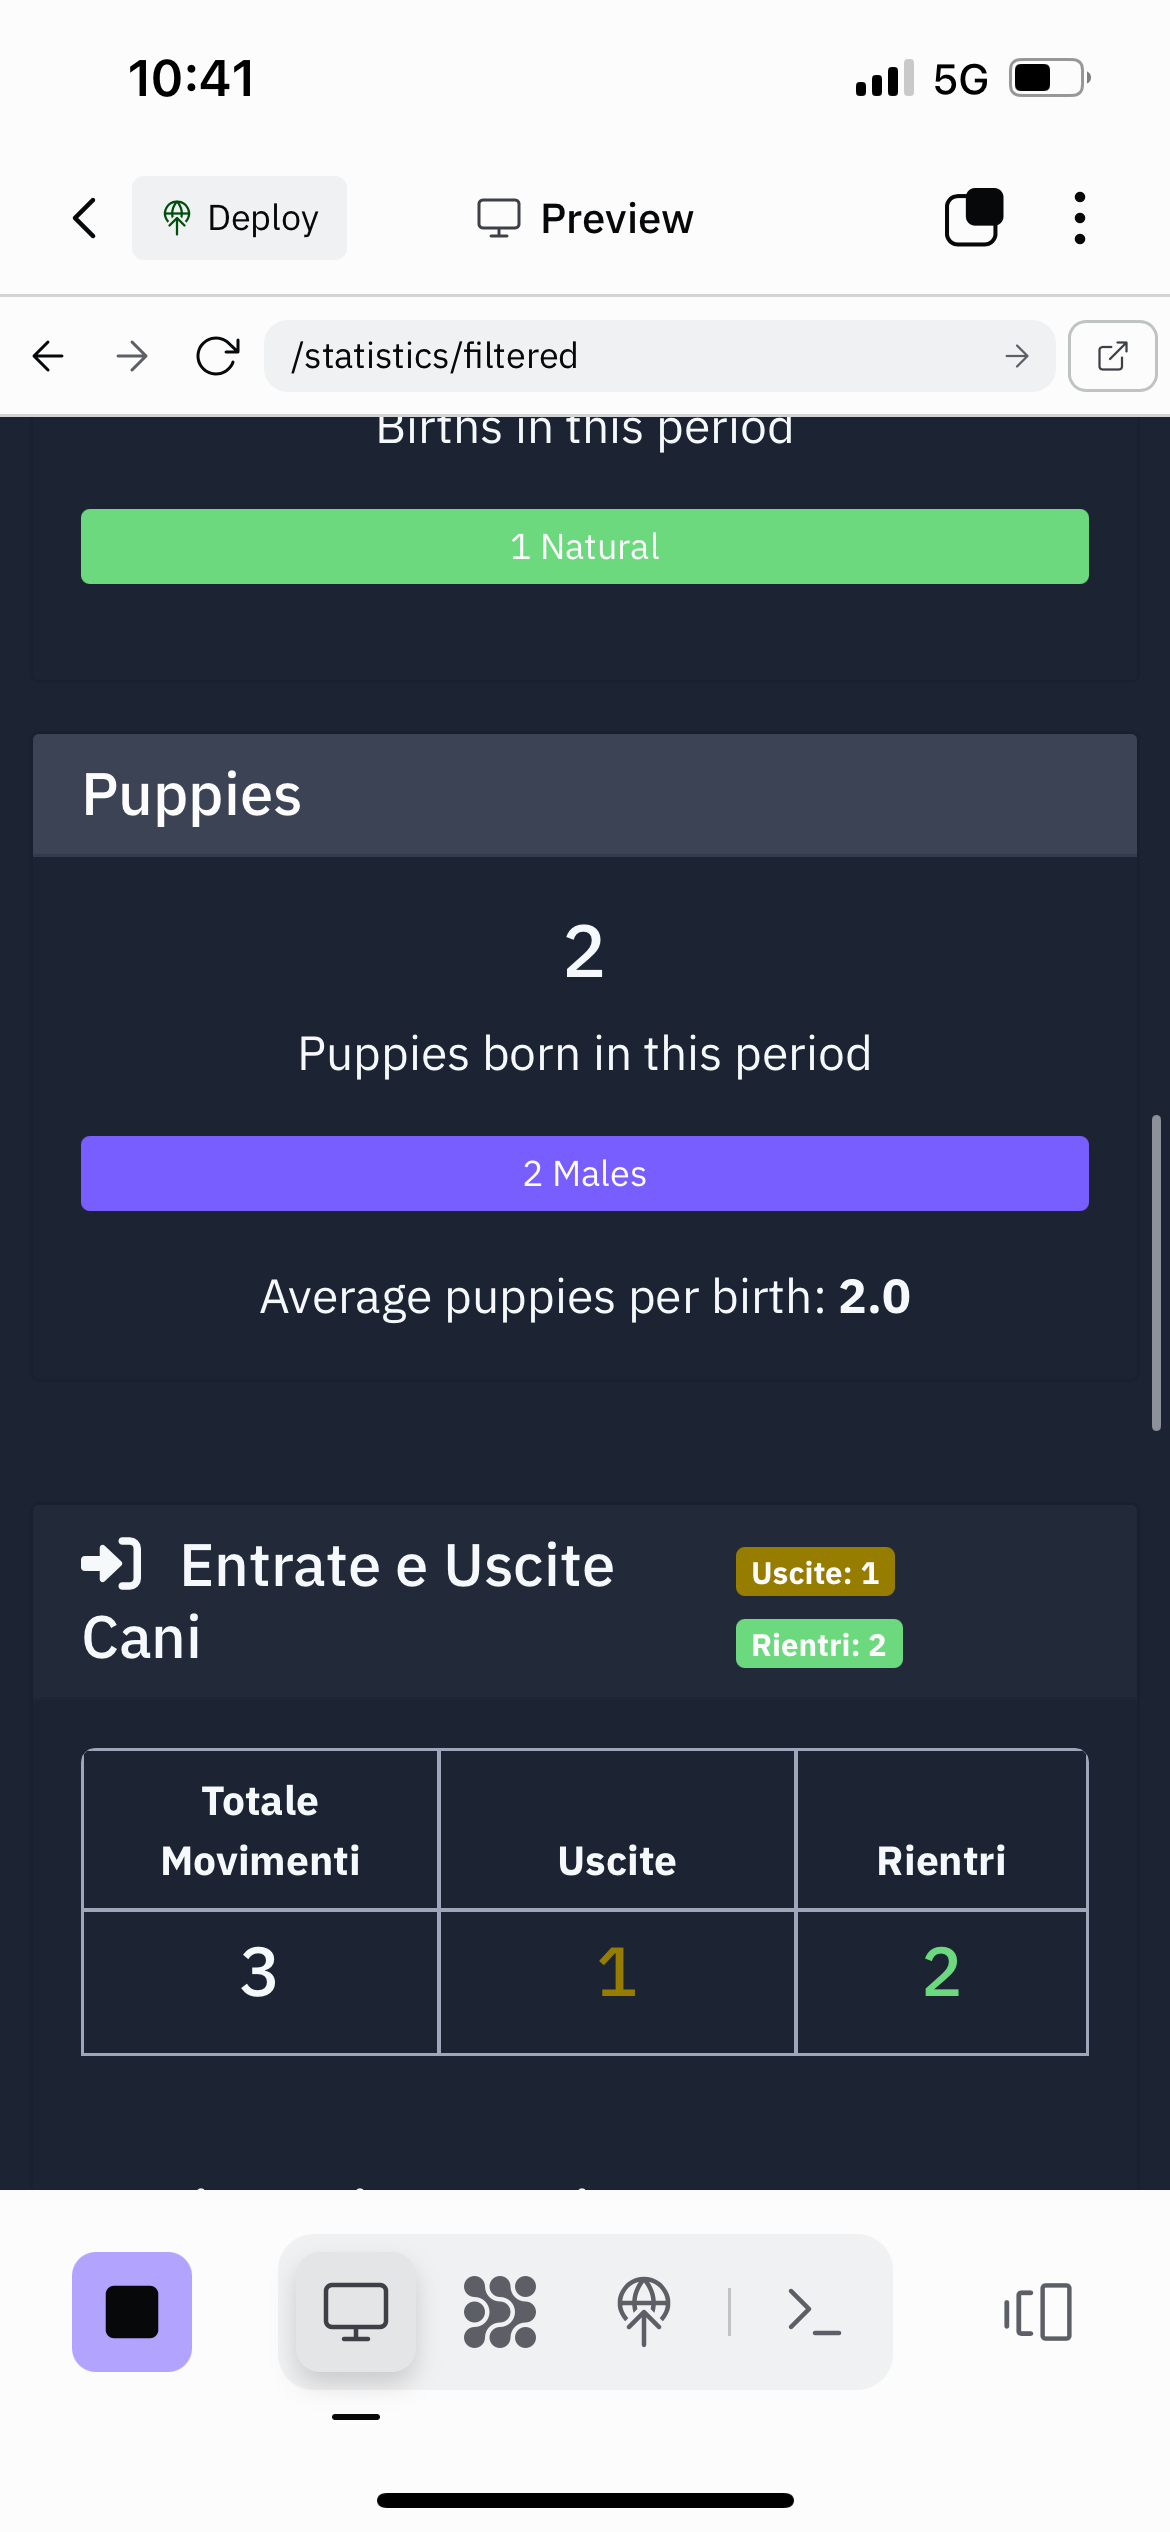 10:41
5G
Deploy
Preview
/statistics/filtered
Births in this period
1 Natural
Puppies
2
Puppies born in this period
2 Males
Average puppies per birth: 2.0
Entrate e Uscite
Cani
Uscite: 1
Rientri: 2
Totale
Movimenti
Uscite
Rientri
3
1
2